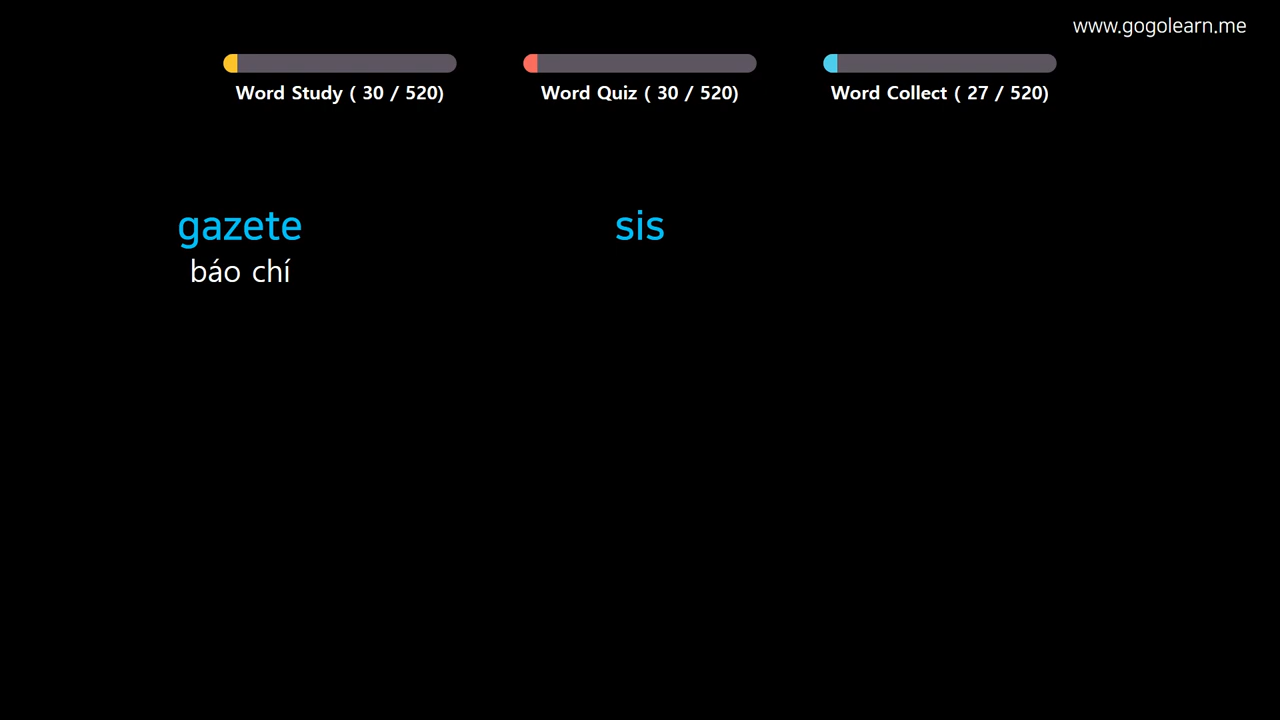 www.gogolearn.me
Word Study ( 30 / 520)
Word Quiz ( 30 / 520)
Word Collect ( 27 / 520)
gazete
báo chí
sis